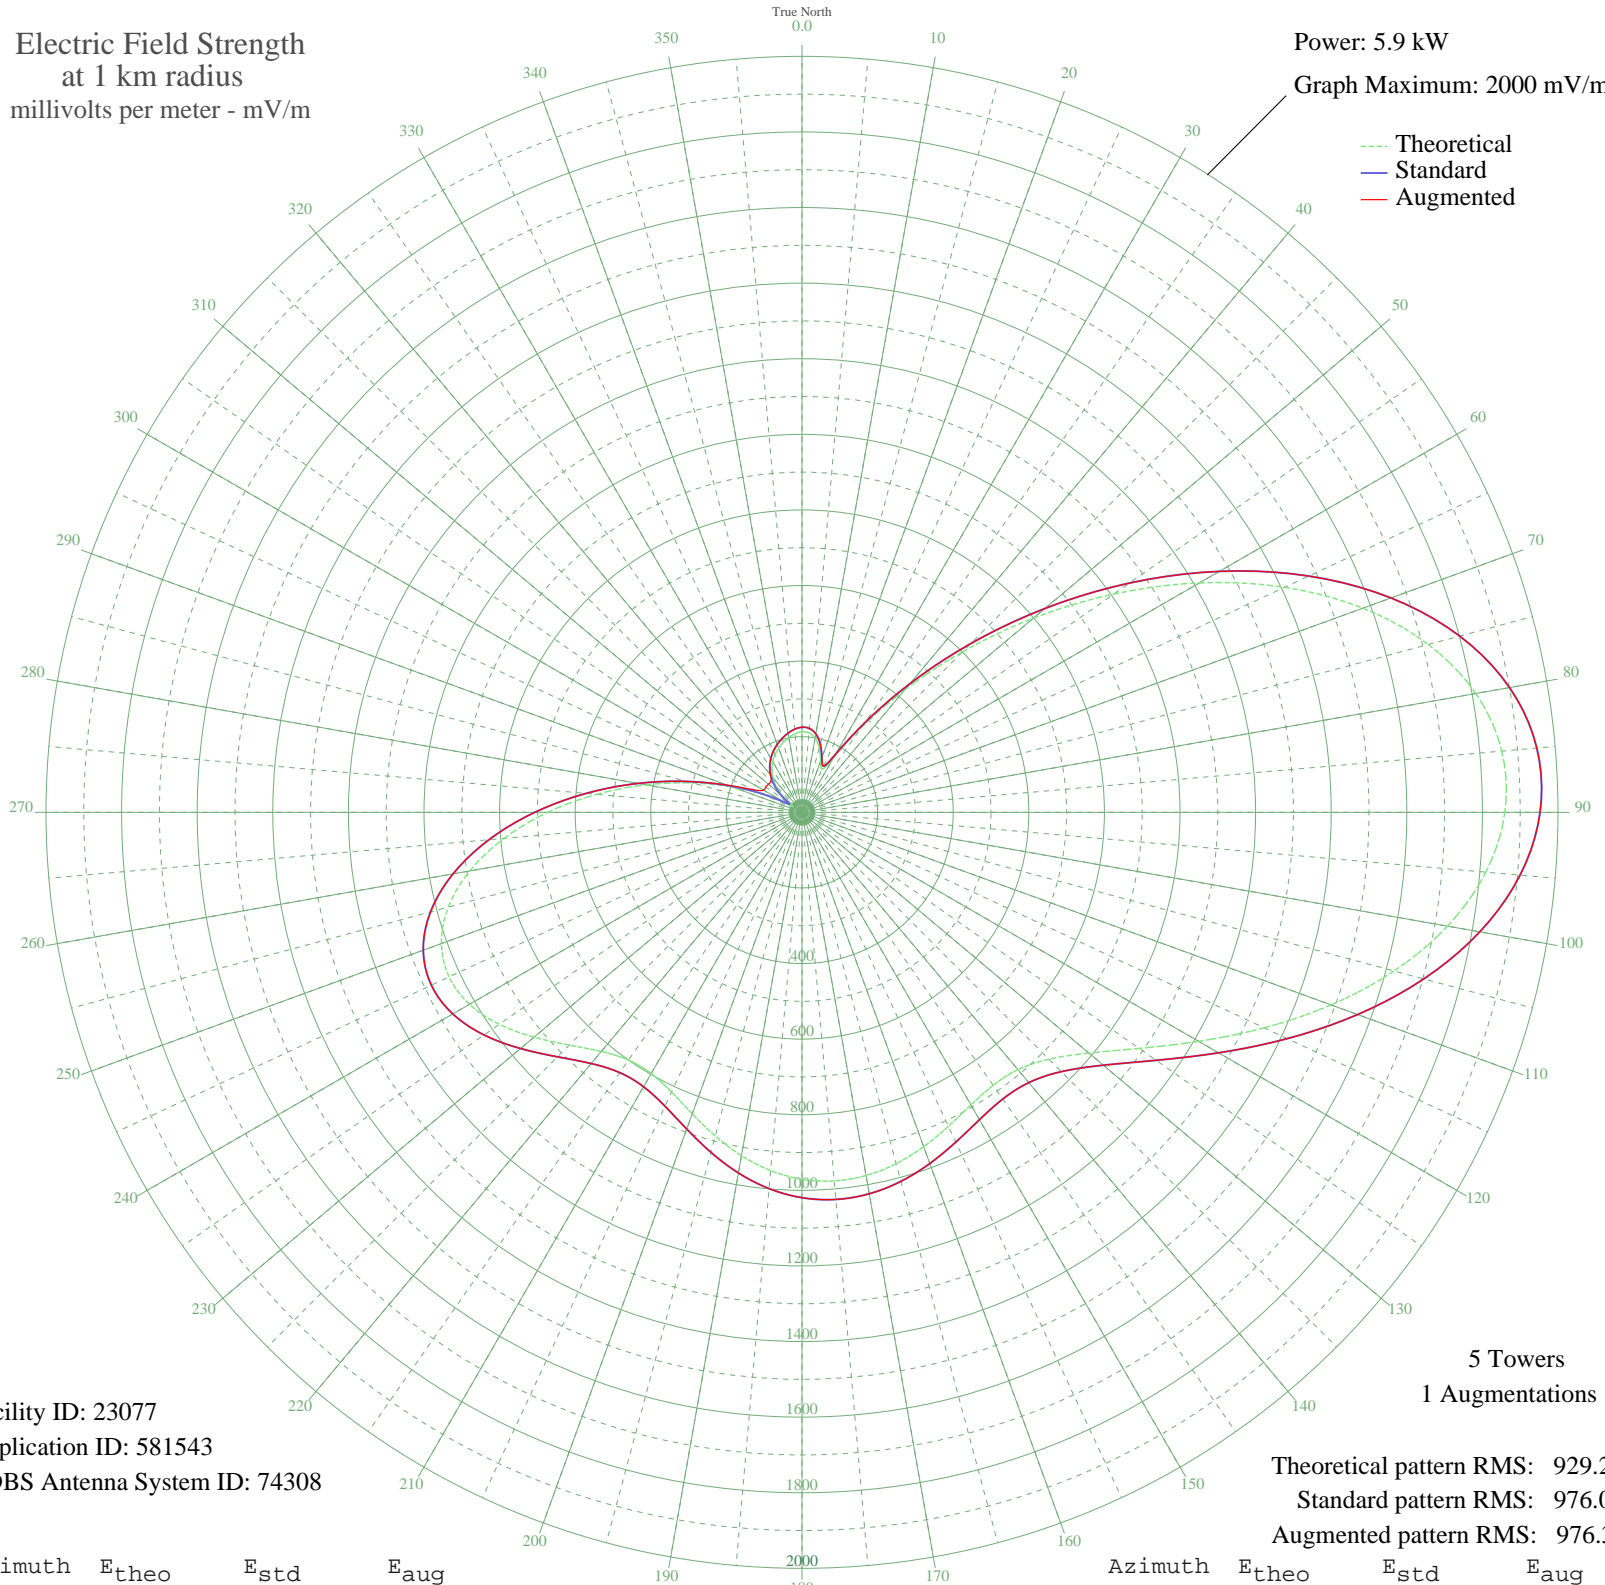 True North
0.0
Electric Field Strength
at 1 km radius
millivolts per meter - mV/m
Power: 5.9 kW
Graph Maximum: 2000 mV/m
Theoretical
Standard
Augmented
350
10
340
20
330
30
320
40
310
50
300
60
290
70
280
80
270
90
260
100
250
110
240
120
230
130
220
140
210
150
200
160
190
170
400
600
800
1000
1200
1400
1600
1800
2000
5 Towers
1 Augmentations
cility ID: 23077
plication ID: 581543
DBS Antenna System ID: 74308
Theoretical pattern RMS: 929.2
Standard pattern RMS: 976.0
Augmented pattern RMS: 976.3
imuth Etheo Estd Eaug Azimuth Etheo Estd Eaug